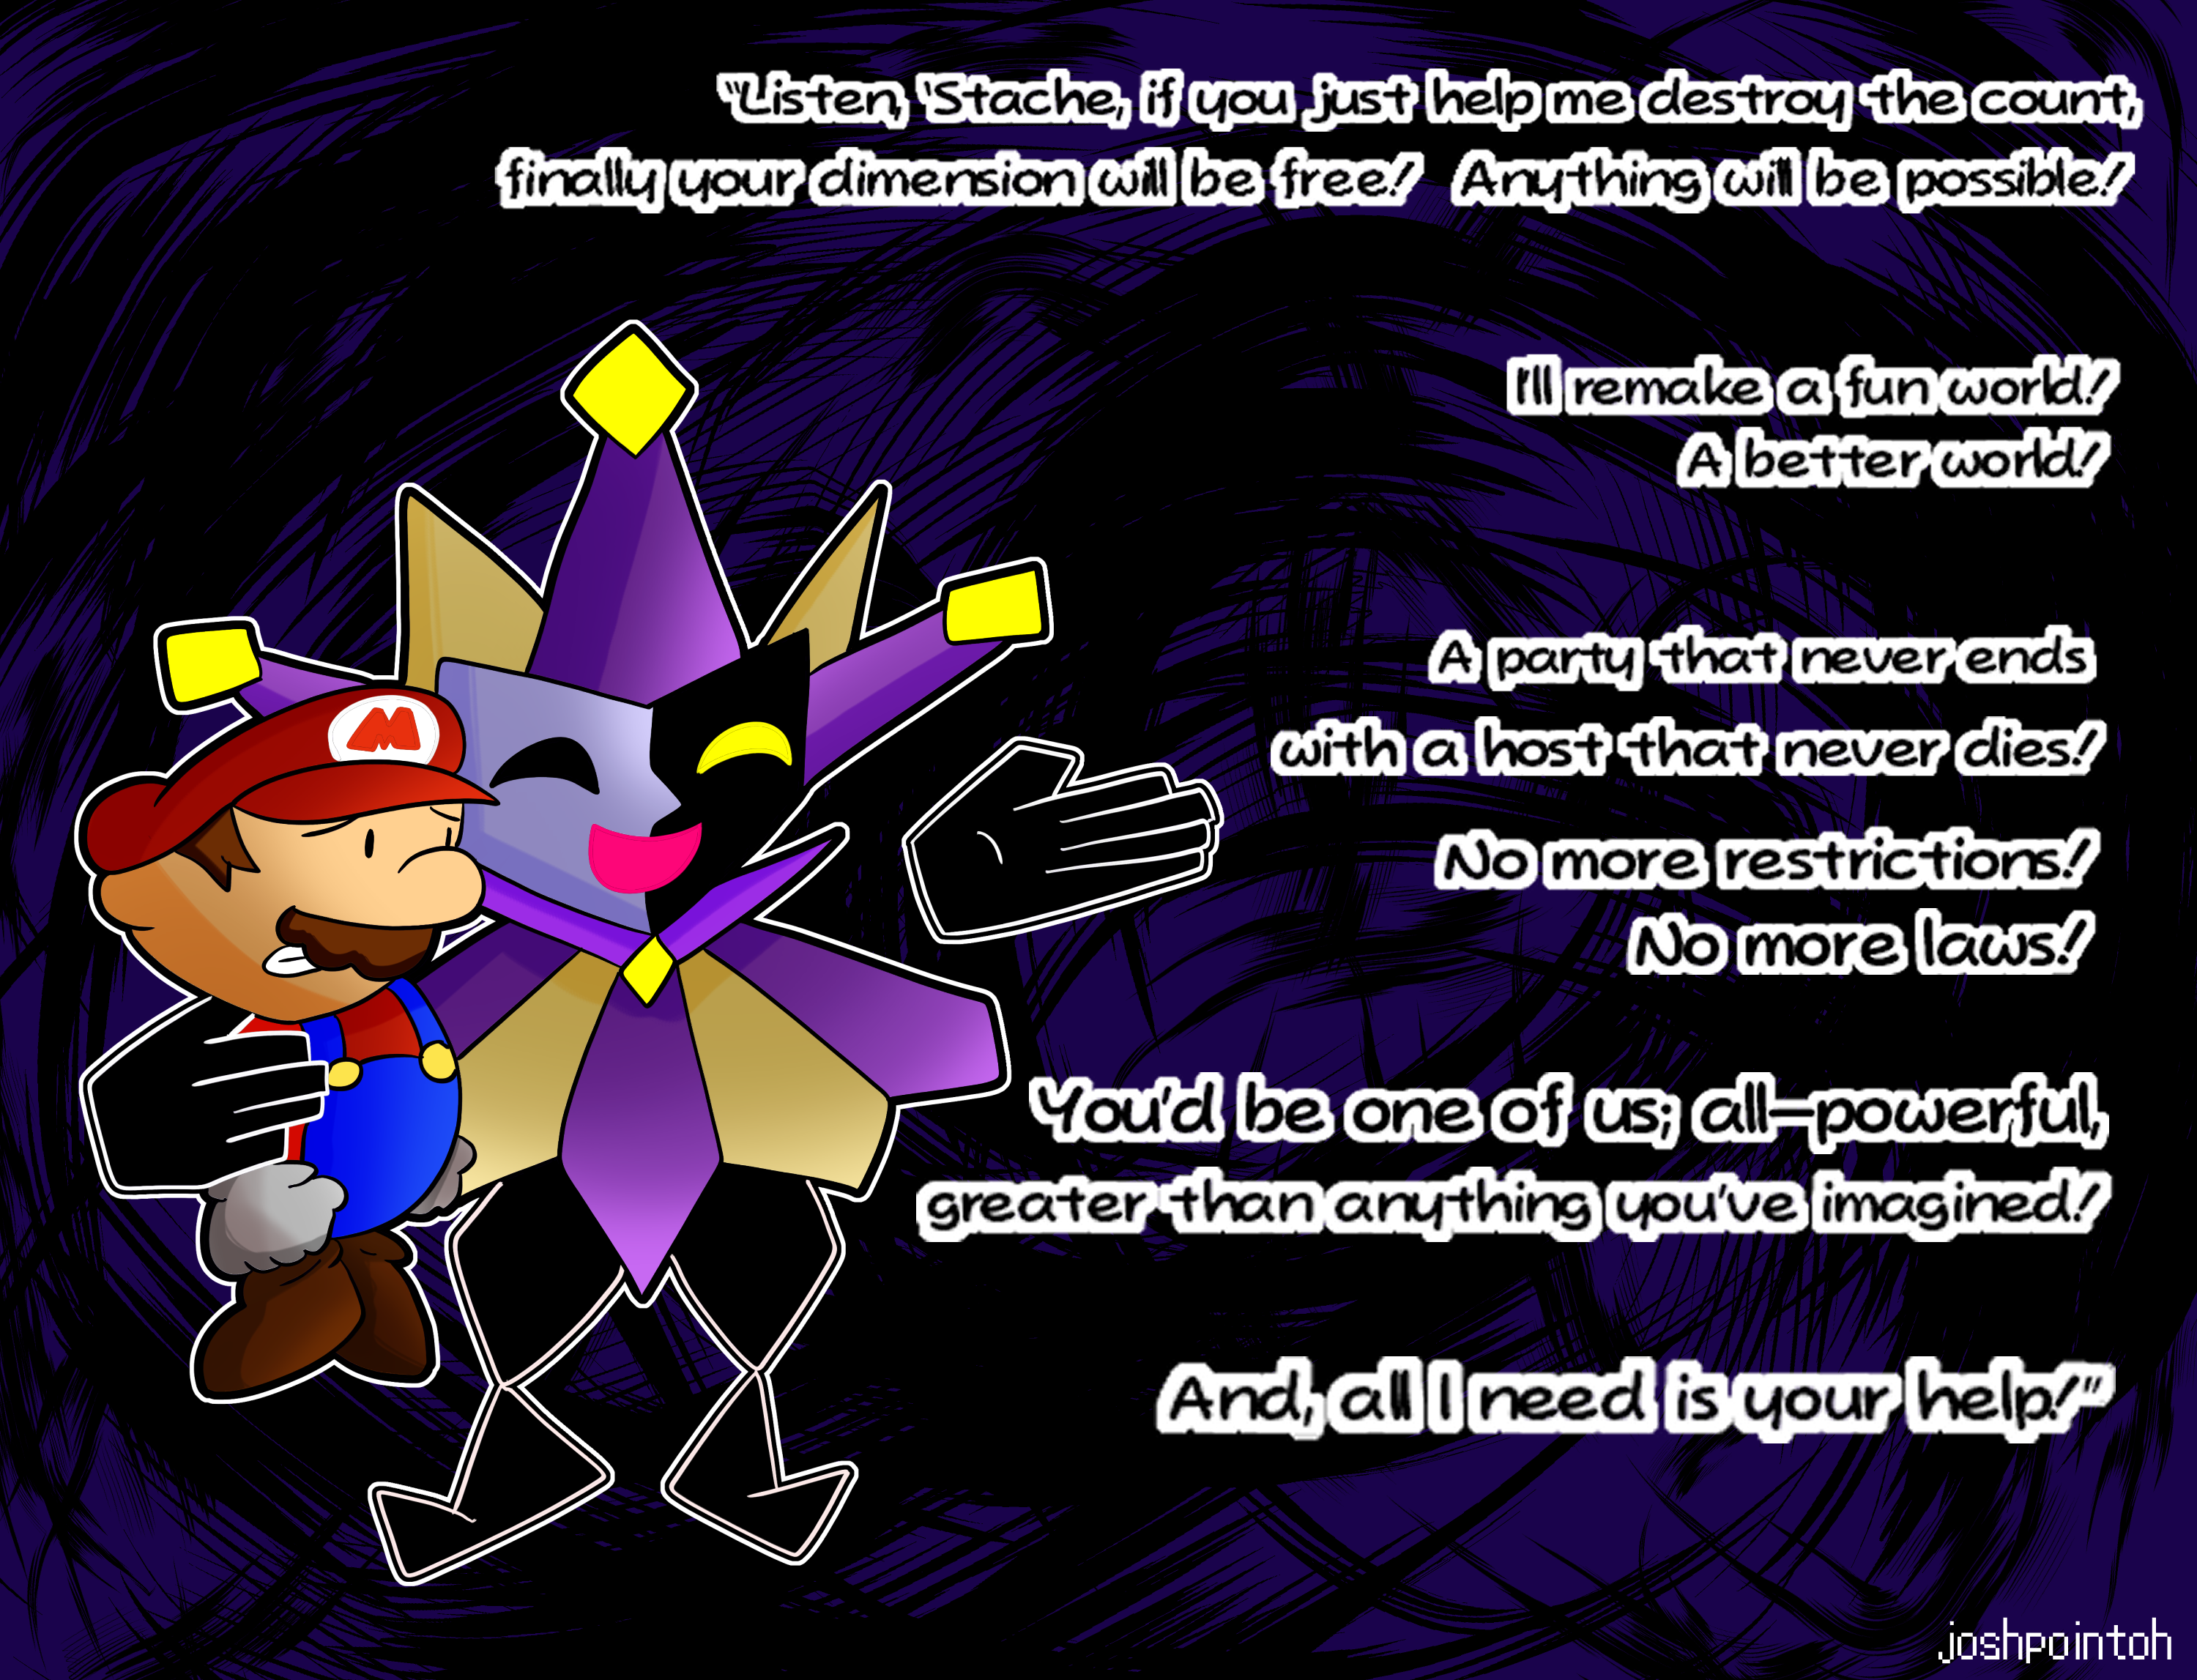 "Listen, 'Stache, if you just help me destroy the count,
finally your dimension will be free! Anything will be possible!
I'll remake a fun world!
A better world!
A party that never ends
with a host that never dies!
No more restrictions!
No more laws!
You'd be one of us; all-powerful,
greater than anything you've imagined!
And, all I need is your help!"
M
joshpointoh